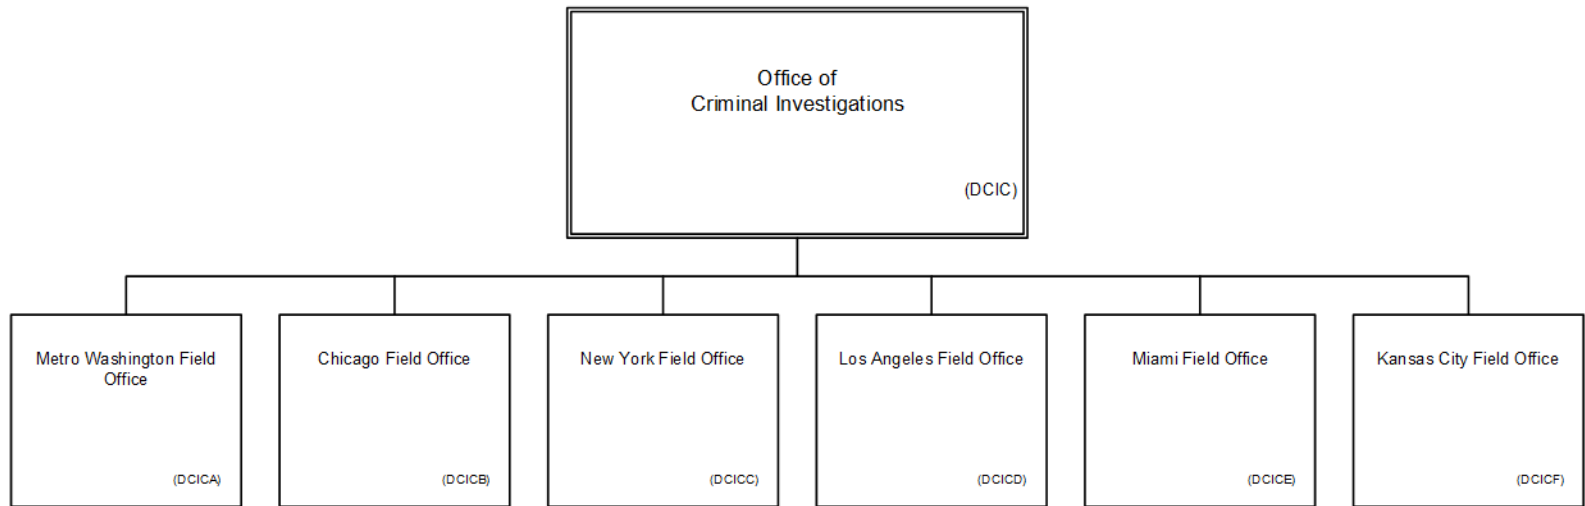 Office of
Criminal Investigations
(DCIC)
Metro Washington Field
Office
(DCICA)
Chicago Field Office
(DCICB)
New York Field Office
(DCICC)
Los Angeles Field Office
(DCICD)
Miami Field Office
(DCICE)
Kansas City Field Office
(DCICF)